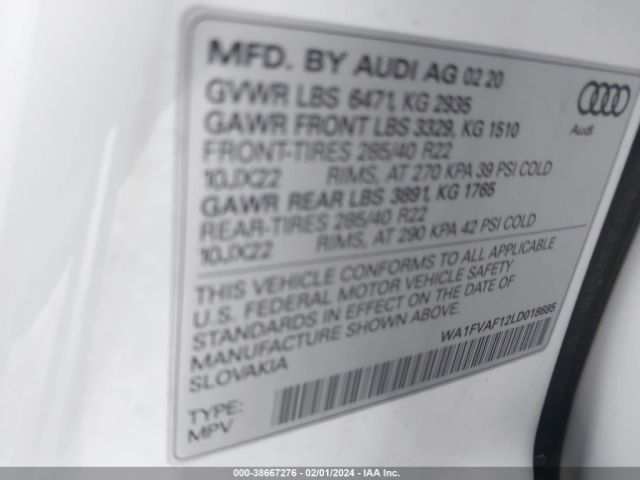 MFD. BY AUDI AG 02 20
GVWR LBS 6471, KG 2935
GAWR FRONT LBS 3329, KG 1510
FRONT-TIRES 285/40 R22
10JX22 RIMS, AT 270 KPA 39 PSI COLD
GAWR REAR LBS 3891, KG 1765
REAR-TIRES 285/40 R22
10JX22 RIMS, AT 290 KPA 42 PSI COLD
THIS VEHICLE CONFORMS TO ALL APPLICABLE
U.S. FEDERAL MOTOR VEHICLE SAFETY
STANDARDS IN EFFECT ON THE DATE OF
MANUFACTURE SHOWN ABOVE.
SLOVAKIA
WA1FVAF12LD018685
TYPE:
MPV
Audi
000-38667276 - 02/01/2024 - IAA Inc.